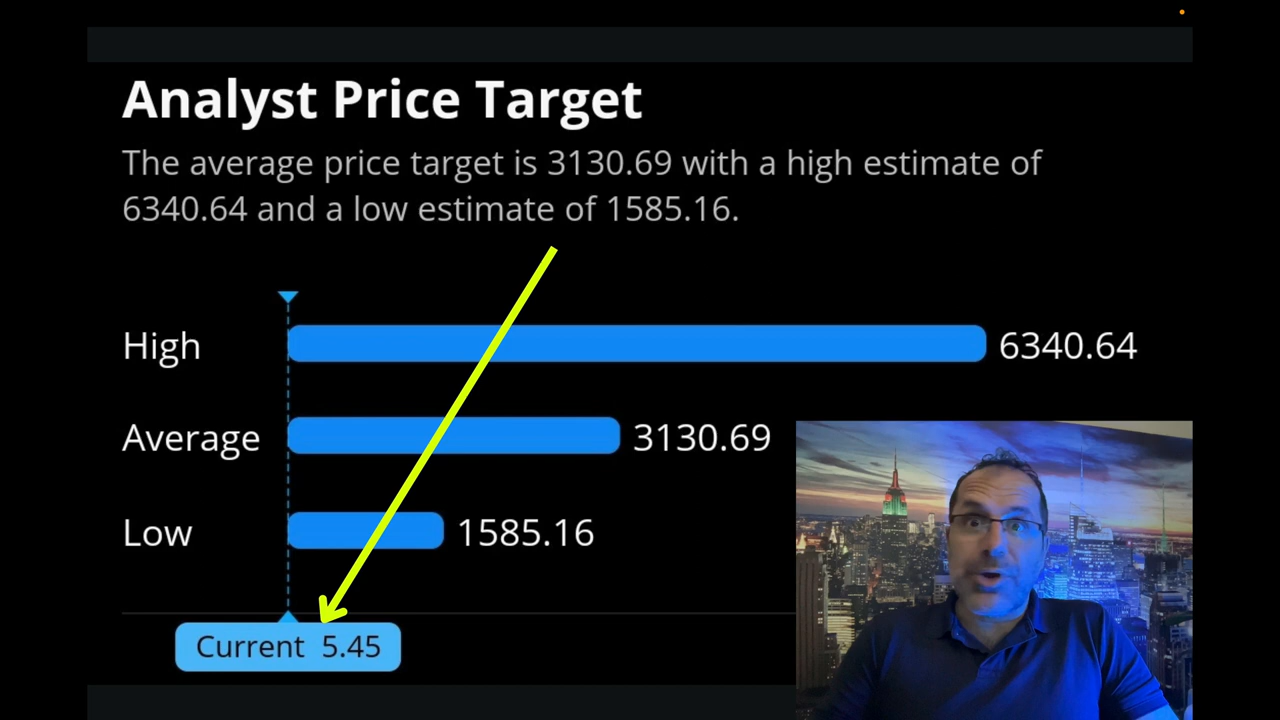 Analyst Price Target
The average price target is 3130.69 with a high estimate of
6340.64 and a low estimate of 1585.16.
High 6340.64
Average 3130.69
Low 1585.16
Current 5.45